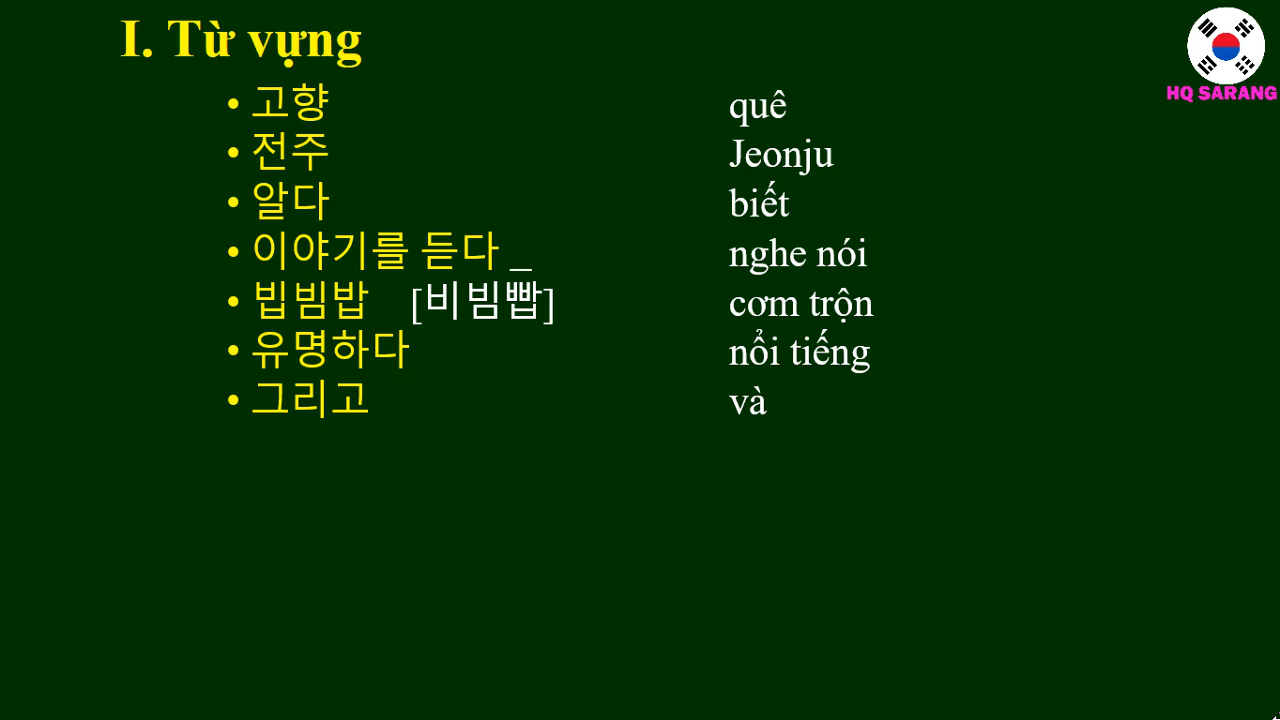 I. Từ vựng
• 고향 quê
• 전주 Jeonju
• 알다 biết
• 이야기를 듣다 _ nghe nói
• 빕빔밥 [비빔빱] cơm trộn
• 유명하다 nổi tiếng
• 그리고 và
HQ SARANG